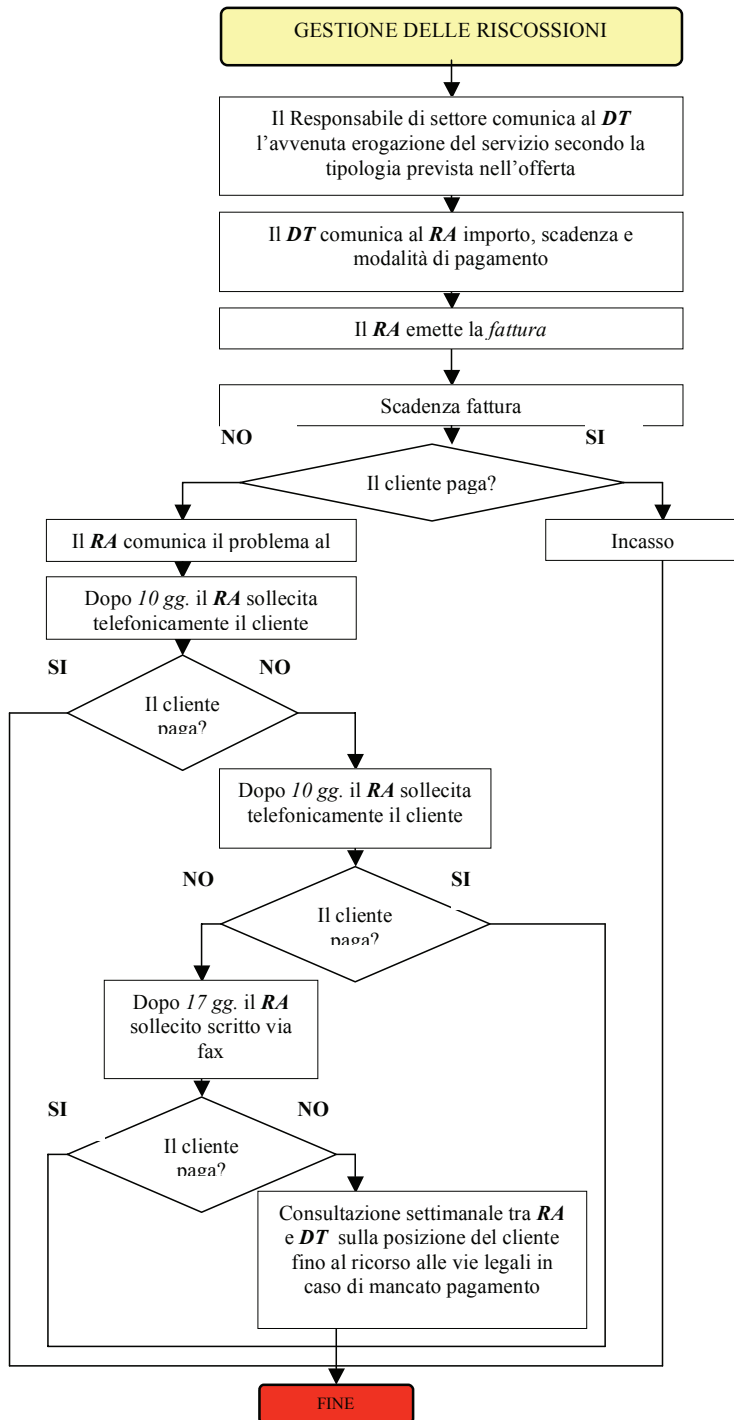 GESTIONE DELLE RISCOSSIONI
Il Responsabile di settore comunica al DT
l'avvenuta erogazione del servizio secondo la
tipologia prevista nell'offerta
Il DT comunica al RA importo, scadenza e
modalità di pagamento
Il RA emette la fattura
Scadenza fattura
NO SI
Il cliente paga?
Il RA comunica il problema al
Incasso
Dopo 10 gg. il RA sollecita
telefonicamente il cliente
SI NO
Il cliente
paga?
Dopo 10 gg. il RA sollecita
telefonicamente il cliente
NO SI
Il cliente
paga?
Dopo 17 gg. il RA
sollecito scritto via
fax
SI NO
Il cliente
paga?
Consultazione settimanale tra RA
e DT sulla posizione del cliente
fino al ricorso alle vie legali in
caso di mancato pagamento
FINE